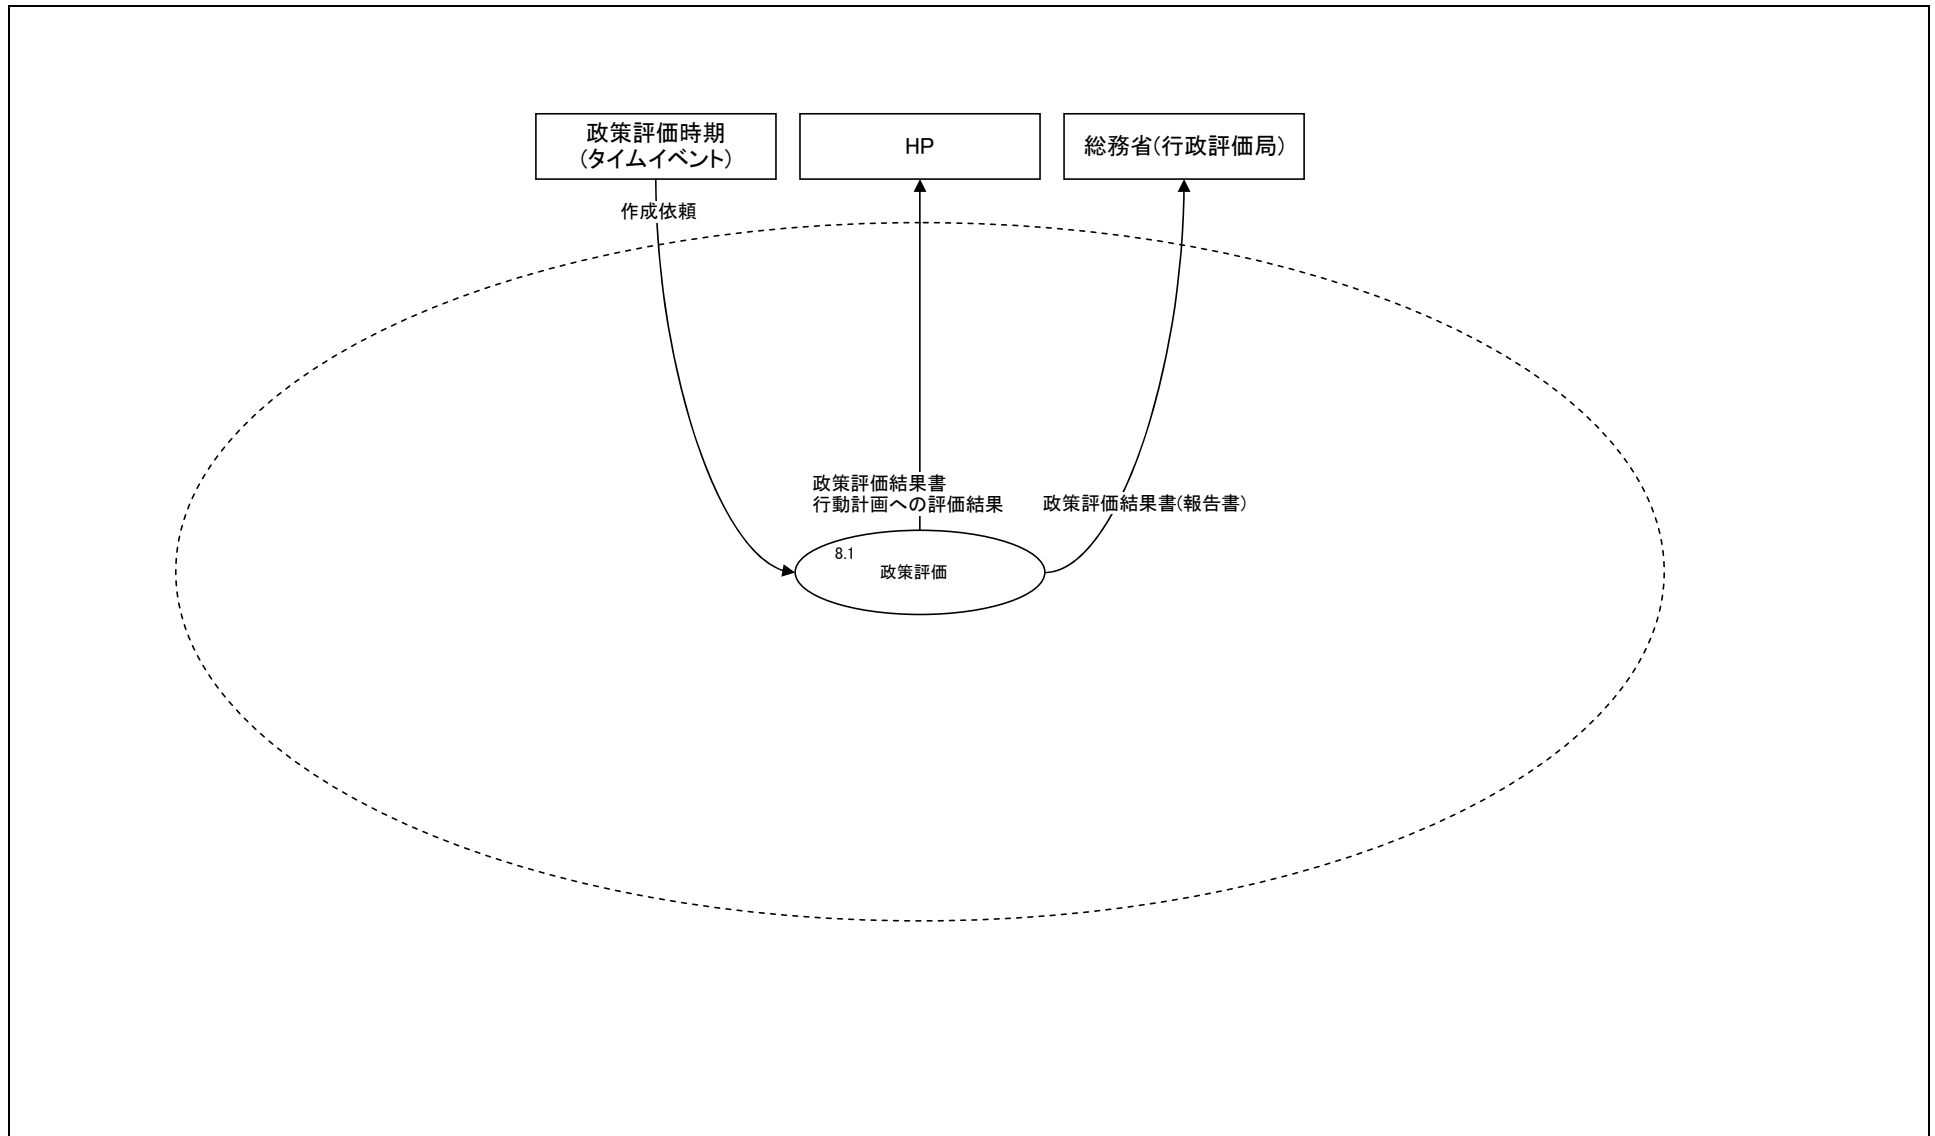 政策評価時期
(タイムイベント)
HP
総務省(行政評価局)
作成依頼
政策評価結果書
行動計画への評価結果
政策評価結果書(報告書)
8.1
政策評価